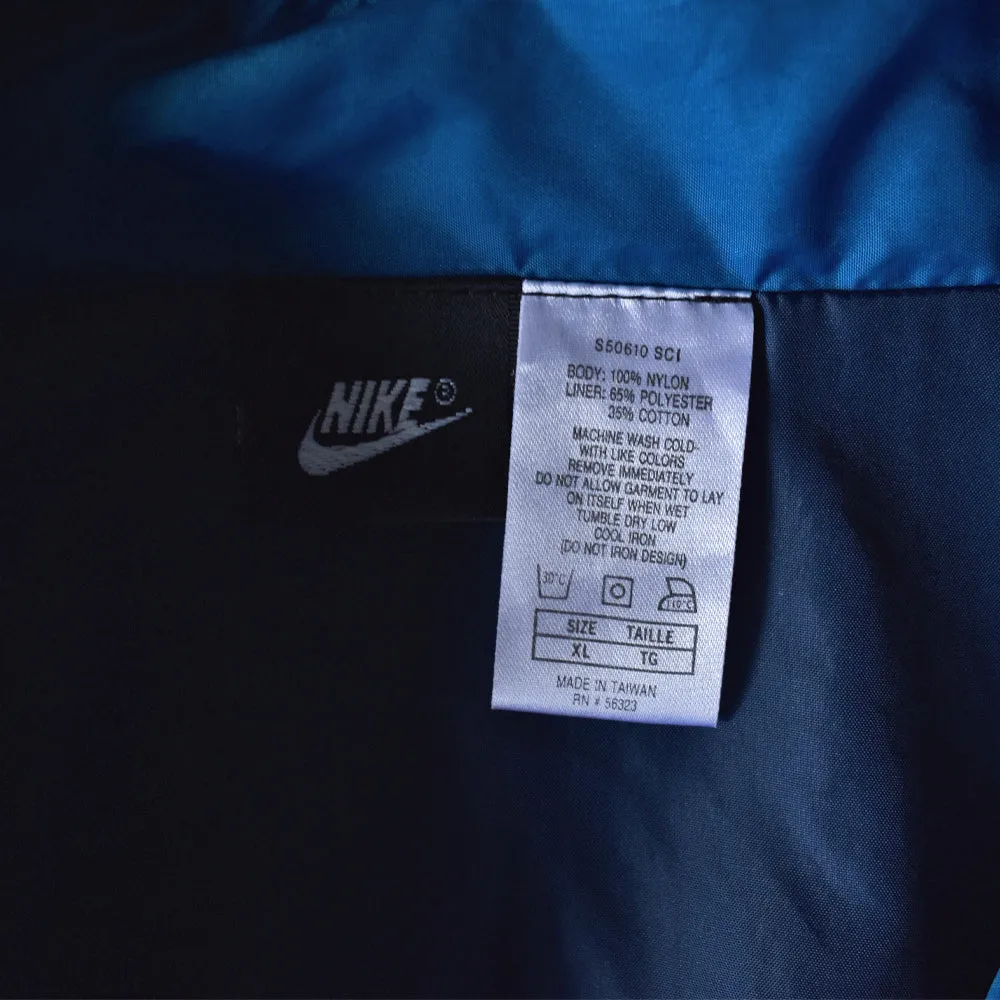 NIKE®
S50610 SCI
BODY: 100% NYLON
LINER: 65% POLYESTER
35% COTTON
MACHINE WASH COLD-
WITH LIKE COLORS
REMOVE IMMEDIATELY
DO NOT ALLOW GARMENT TO LAY
ON ITSELF WHEN WET
TUMBLE DRY LOW
COOL IRON
(DO NOT IRON DESIGN)
30°C
110°C
SIZE TAILLE
XL TG
MADE IN TAIWAN
RN # 56323